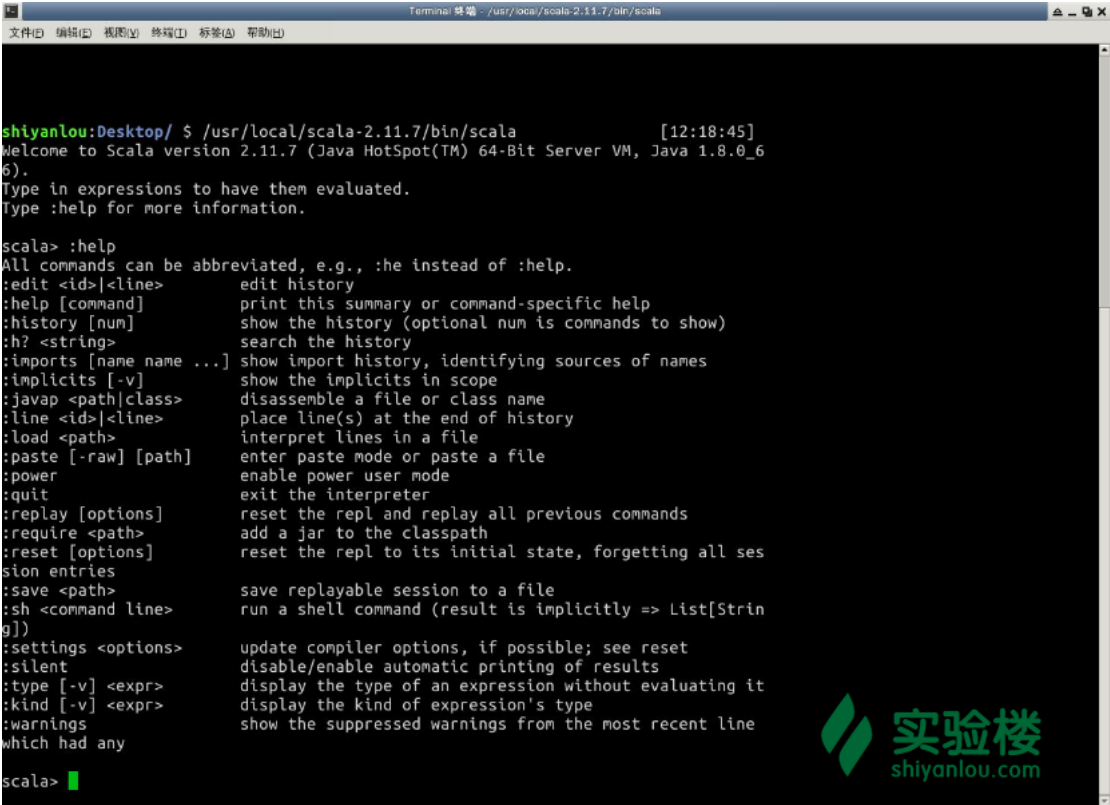 Terminal 终端 - /usr/local/scala-2.11.7/bin/scala
文件(F) 编辑(E) 视图(V) 终端(T) 标签(A) 帮助(H)
shiyanlou:Desktop/ $ /usr/local/scala-2.11.7/bin/scala [12:18:45]
Welcome to Scala version 2.11.7 (Java HotSpot(TM) 64-Bit Server VM, Java 1.8.0_6
6).
Type in expressions to have them evaluated.
Type :help for more information.
scala> :help
All commands can be abbreviated, e.g., :he instead of :help.
:edit <id>|<line> edit history
:help [command] print this summary or command-specific help
:history [num] show the history (optional num is commands to show)
:h? <string> search the history
:imports [name name ...] show import history, identifying sources of names
:implicits [-v] show the implicits in scope
:javap <path|class> disassemble a file or class name
:line <id>|<line> place line(s) at the end of history
:load <path> interpret lines in a file
:paste [-raw] [path] enter paste mode or paste a file
:power enable power user mode
:quit exit the interpreter
:replay [options] reset the repl and replay all previous commands
:require <path> add a jar to the classpath
:reset [options] reset the repl to its initial state, forgetting all ses
sion entries
:save <path> save replayable session to a file
:sh <command line> run a shell command (result is implicitly => List[Strin
g])
:settings <options> update compiler options, if possible; see reset
:silent disable/enable automatic printing of results
:type [-v] <expr> display the type of an expression without evaluating it
:kind [-v] <expr> display the kind of expression's type
:warnings show the suppressed warnings from the most recent line
which had any
scala>
实验楼
shiyanlou.com